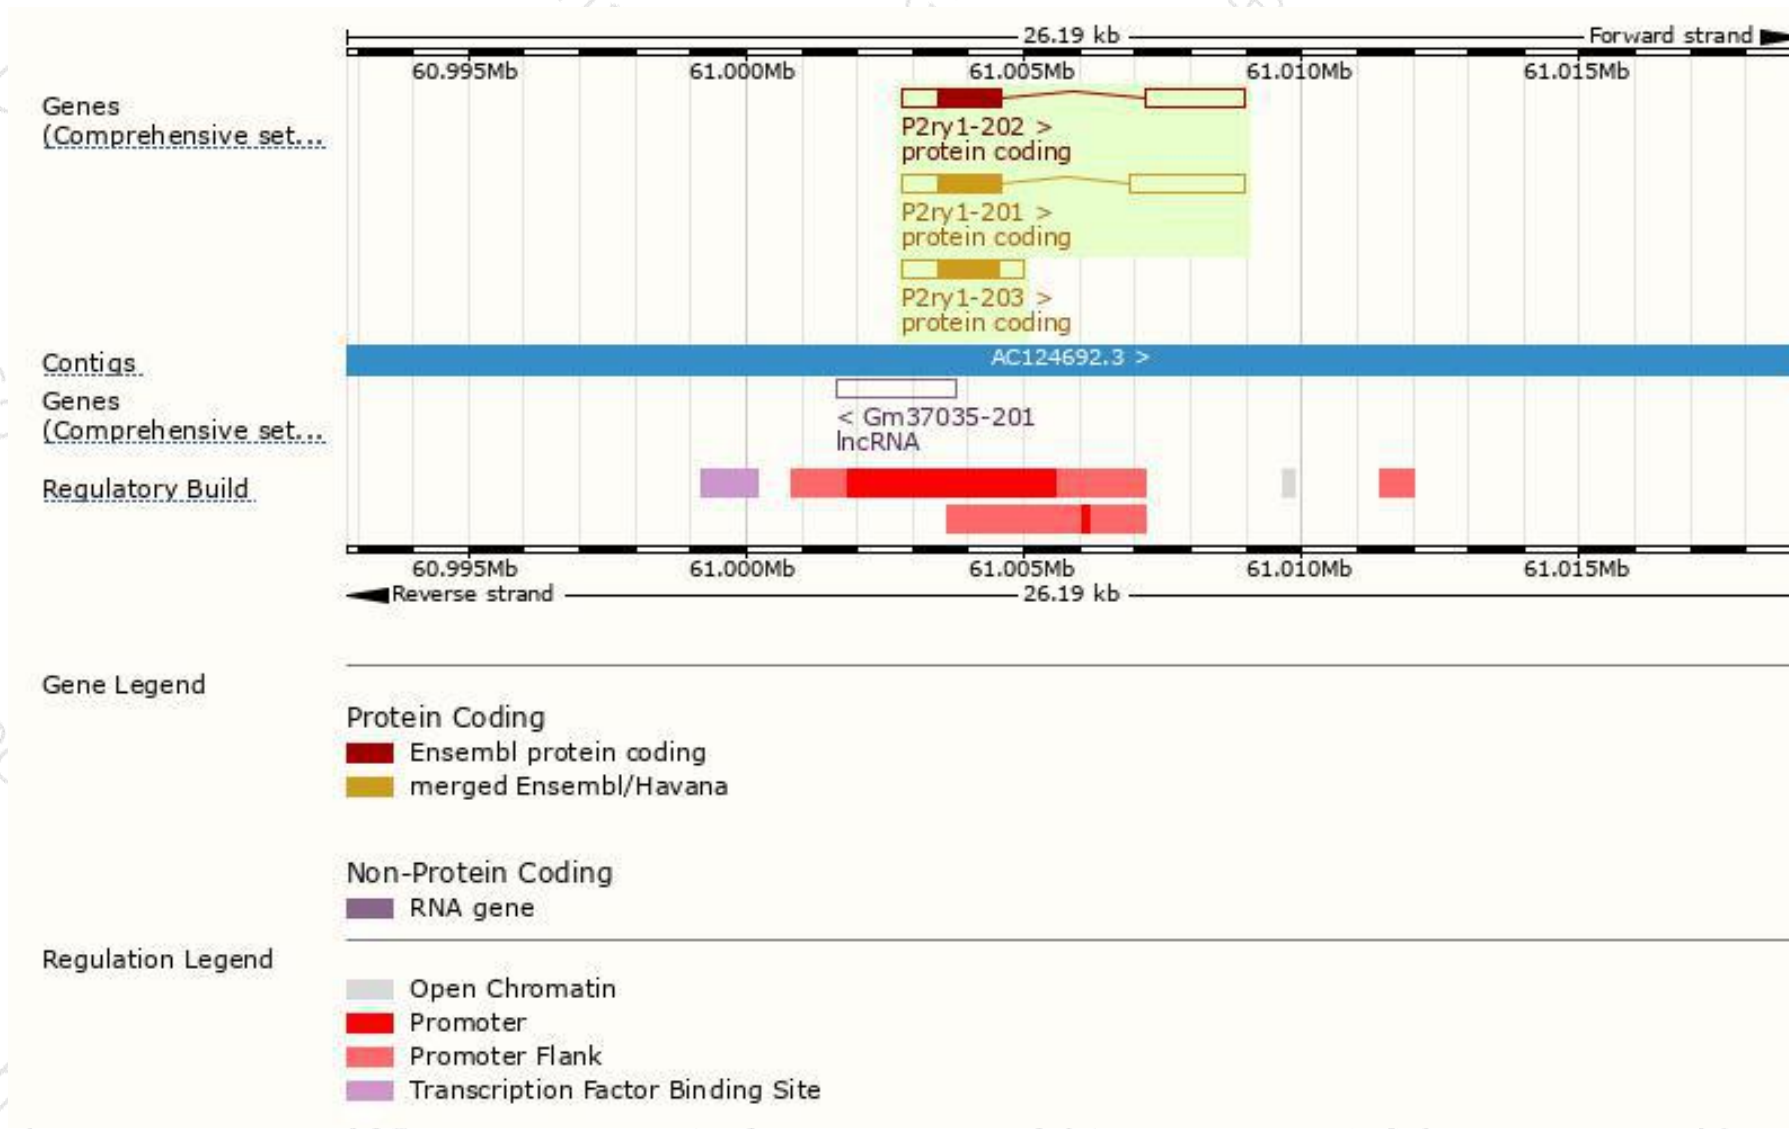 26.19 kb Forward strand
60.995Mb 61.000Mb 61.005Mb 61.010Mb 61.015Mb
Genes
(Comprehensive set...
P2ry1-202 >
protein coding
P2ry1-201 >
protein coding
P2ry1-203 >
protein coding
Contigs AC124692.3 >
Genes
(Comprehensive set...
< Gm37035-201
lncRNA
Regulatory Build
60.995Mb 61.000Mb 61.005Mb 61.010Mb 61.015Mb
Reverse strand 26.19 kb
Gene Legend
Protein Coding
Ensembl protein coding
merged Ensembl/Havana
Non-Protein Coding
RNA gene
Regulation Legend
Open Chromatin
Promoter
Promoter Flank
Transcription Factor Binding Site